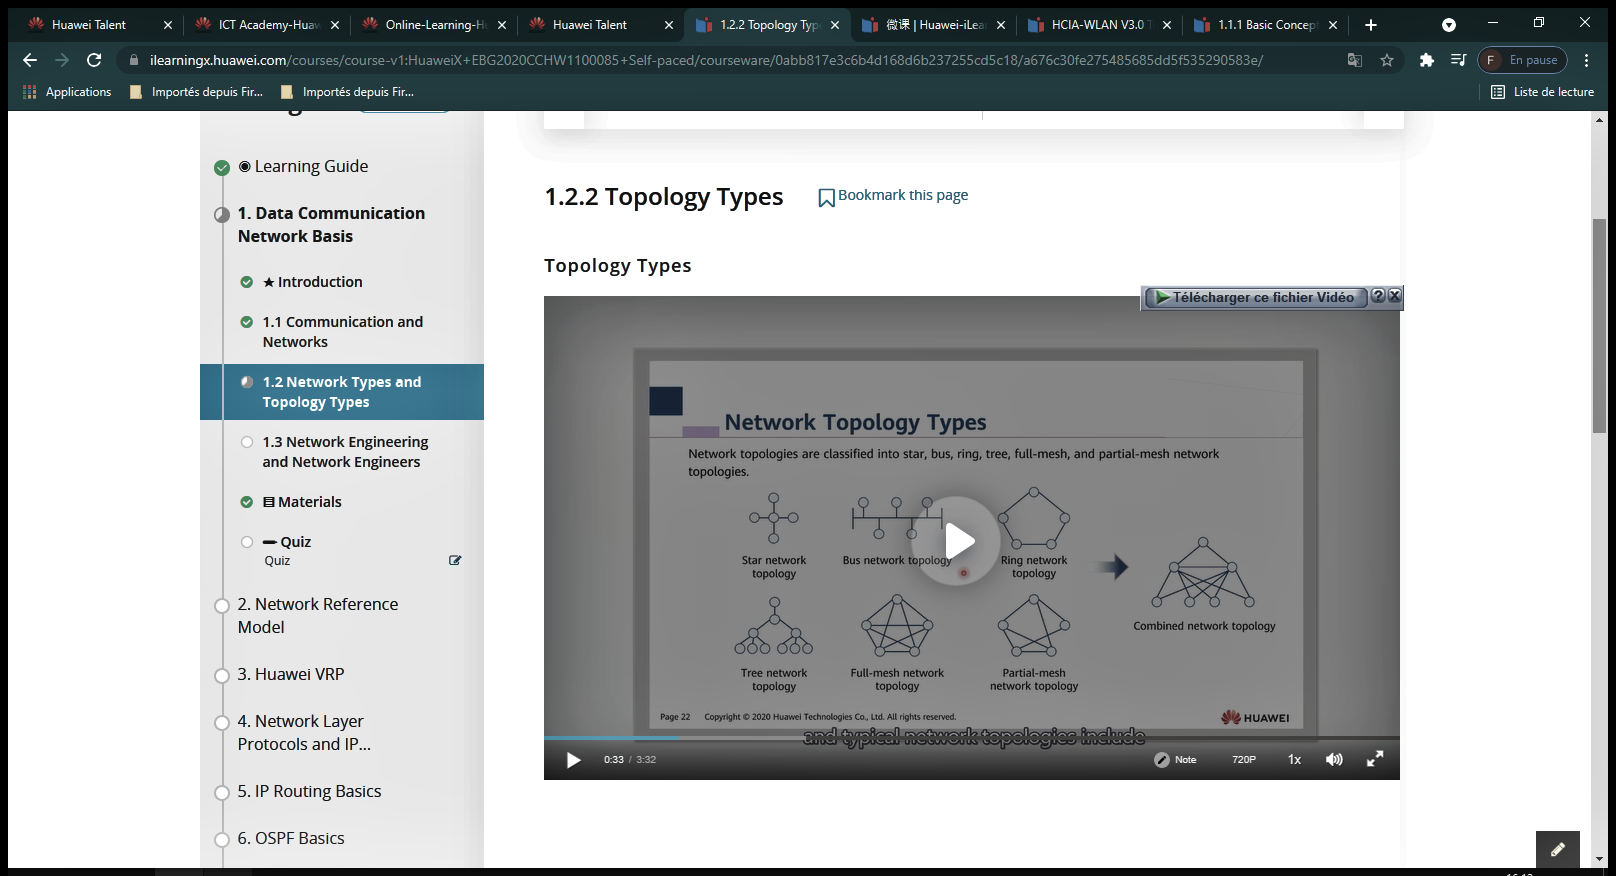 Huawei Talent
ICT Academy-Huaw
Online-Learning-H
Huawei Talent
1.2.2 Topology Typ
微课 | Huawei-iLea
HCIA-WLAN V3.0 T
1.1.1 Basic Concep
ilearningx.huawei.com/courses/course-v1:HuaweiX+EBG2020CCHW1100085+Self-paced/courseware/0abb817e3c6b4d168d6b237255cd5c18/a676c30fe275485685dd5f535290583e/
F En pause
Applications
Importés depuis Fir...
Importés depuis Fir...
Liste de lecture
Learning Guide
1. Data Communication
Network Basis
Introduction
1.1 Communication and
Networks
1.2 Network Types and
Topology Types
1.3 Network Engineering
and Network Engineers
Materials
Quiz
Quiz
2. Network Reference
Model
3. Huawei VRP
4. Network Layer
Protocols and IP...
5. IP Routing Basics
6. OSPF Basics
1.2.2 Topology Types
Bookmark this page
Topology Types
Télécharger ce fichier Vidéo ? x
Network Topology Types
Network topologies are classified into star, bus, ring, tree, full-mesh, and partial-mesh network
topologies.
Star network
topology
Bus network topology
Ring network
topology
Tree network
topology
Full-mesh network
topology
Partial-mesh
network topology
Combined network topology
Page 22 Copyright © 2020 Huawei Technologies Co., Ltd. All rights reserved.
HUAWEI
and typical network topologies include
0:33 / 3:32
Note
720P
1x